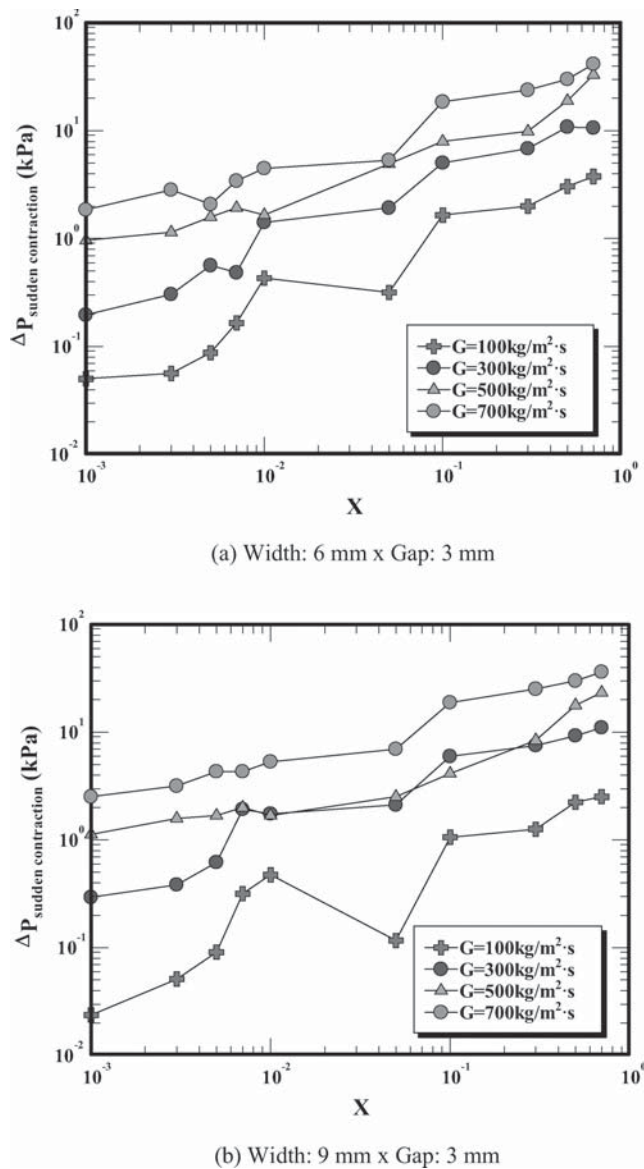 10²
10¹
10⁰
10⁻¹
10⁻²
ΔP sudden contraction (kPa)
G=100kg/m²·s
G=300kg/m²·s
G=500kg/m²·s
G=700kg/m²·s
10⁻³
10⁻²
10⁻¹
10⁰
X
(a) Width: 6 mm x Gap: 3 mm
10²
10¹
10⁰
10⁻¹
10⁻²
ΔP sudden contraction (kPa)
G=100kg/m²·s
G=300kg/m²·s
G=500kg/m²·s
G=700kg/m²·s
10⁻³
10⁻²
10⁻¹
10⁰
X
(b) Width: 9 mm x Gap: 3 mm